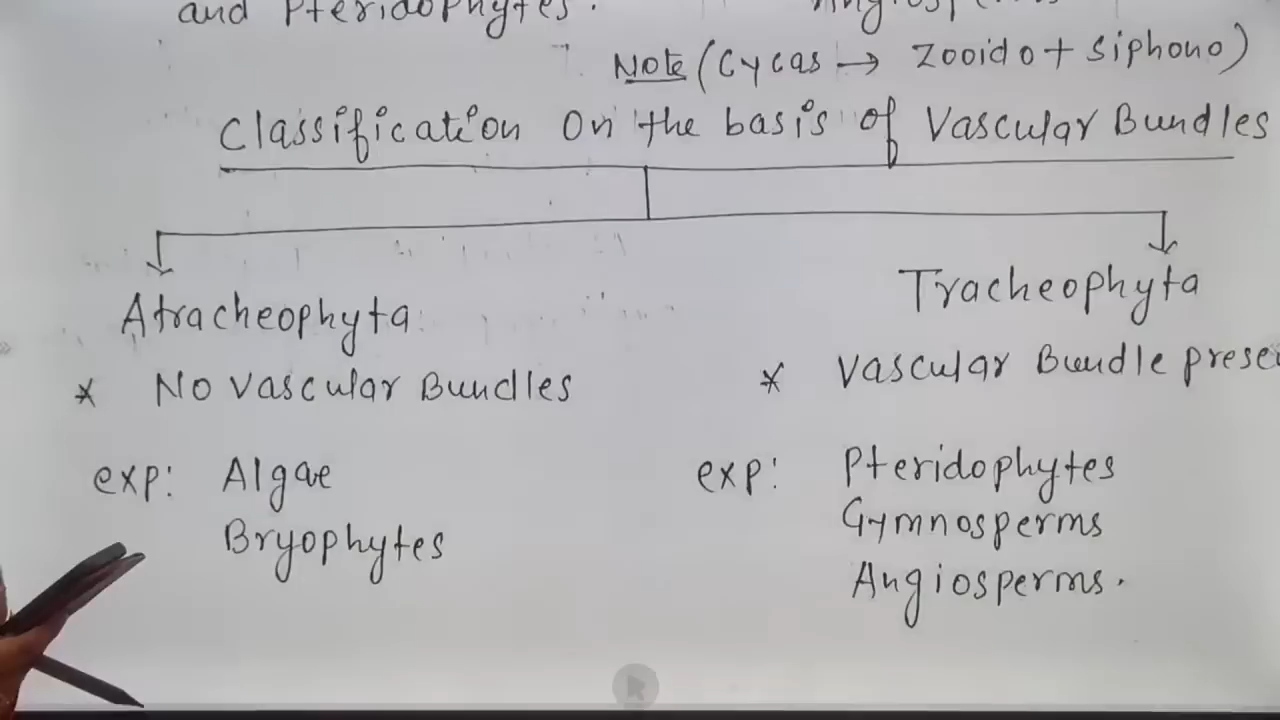 and Pteridophytes.
Note (Cycas → Zooido + Siphono)
Classification on the basis of Vascular Bundles
Atracheophyta
* No Vascular Bundles
exp: Algae
Bryophytes
Tracheophyta
* Vascular Bundle prese
exp: Pteridophytes
Gymnosperms
Angiosperms.